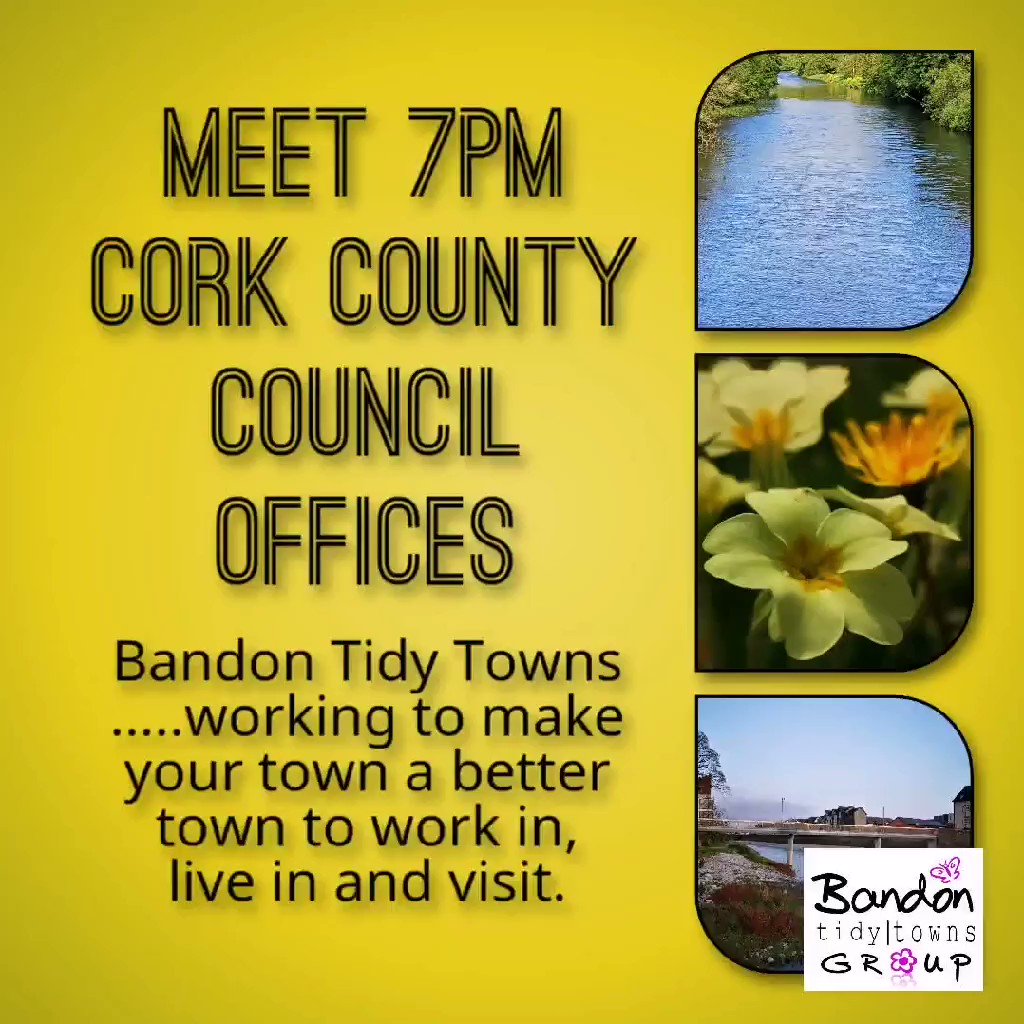 MEET 7PM
CORK COUNTY
COUNCIL
OFFICES
Bandon Tidy Towns
.....working to make
your town a better
town to work in,
live in and visit.
Bandon
tidy|towns
GROUP